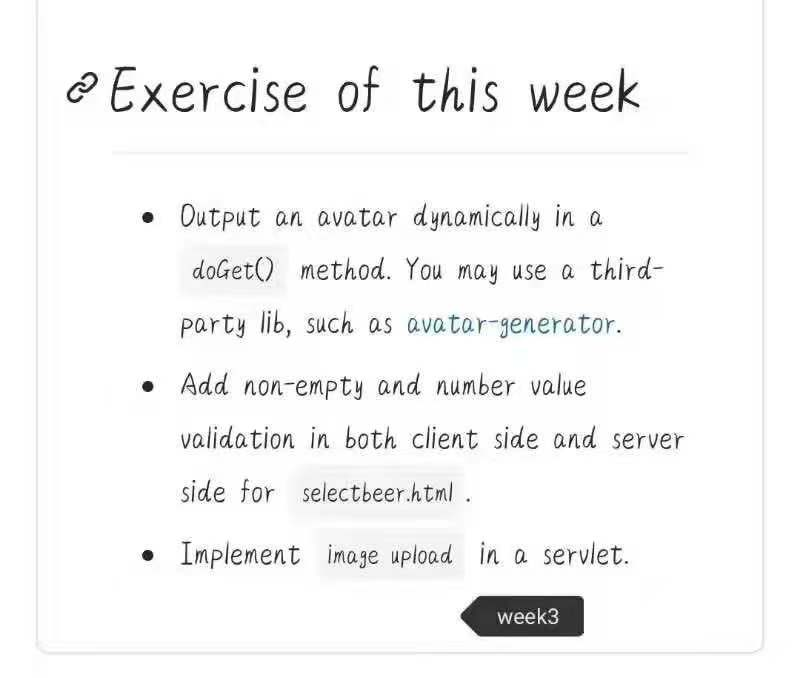 Exercise of this week
Output an avatar dynamically in a
doGet() method. You may use a third-
party lib, such as avatar-generator.
Add non-empty and number value
validation in both client side and server
side for selectbeer.html .
Implement image upload in a servlet.
week3